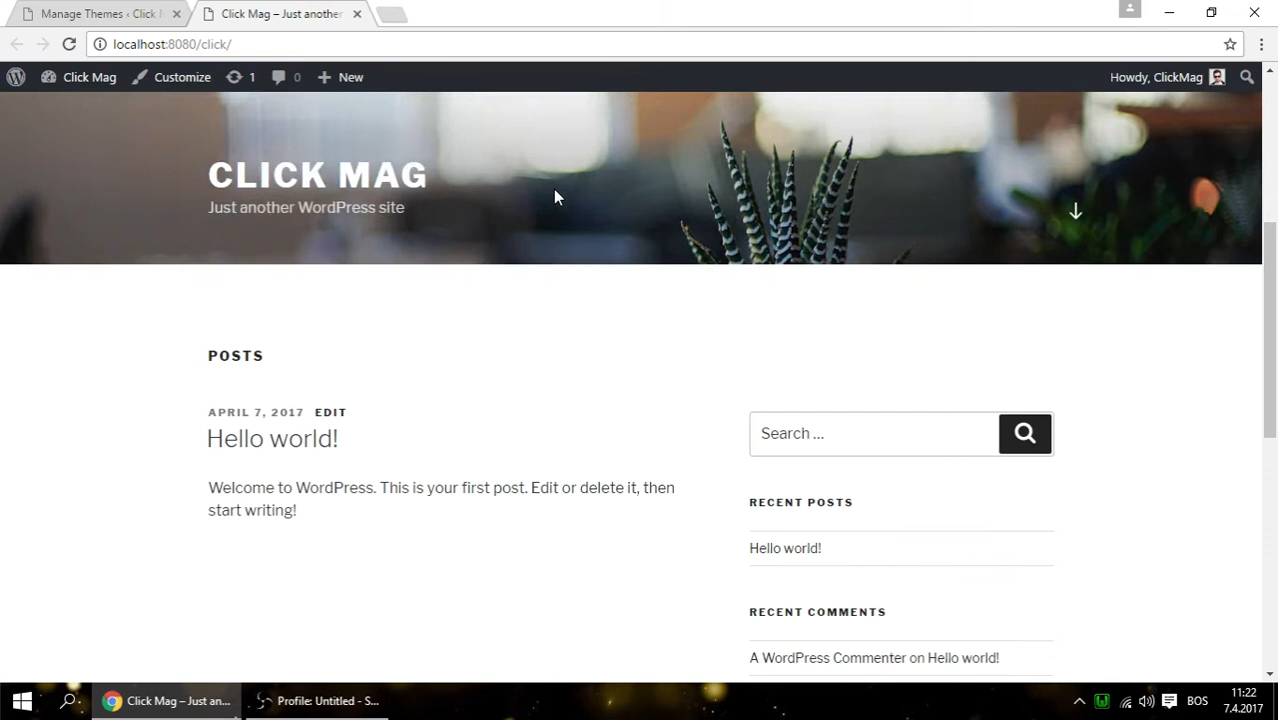 Manage Themes ‹ Click M
Click Mag – Just another
localhost:8080/click/
Click Mag
Customize
1
0
New
Howdy, ClickMag
CLICK MAG
Just another WordPress site
POSTS
APRIL 7, 2017 EDIT
Hello world!
Welcome to WordPress. This is your first post. Edit or delete it, then
start writing!
Search …
RECENT POSTS
Hello world!
RECENT COMMENTS
A WordPress Commenter on Hello world!
Click Mag – Just an...
Profile: Untitled - S...
BOS
11:22
7.4.2017